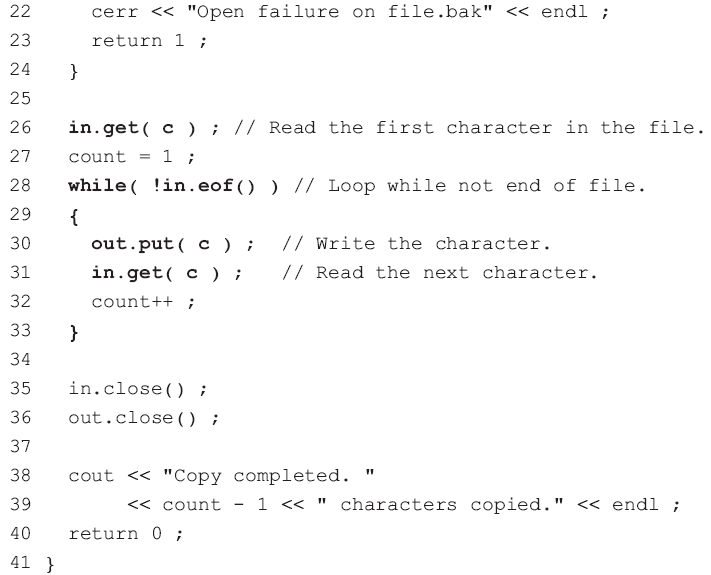 22     cerr << "Open failure on file.bak" << endl ;
23     return 1 ;
24   }
25
26   in.get( c ) ; // Read the first character in the file.
27   count = 1 ;
28   while( !in.eof() ) // Loop while not end of file.
29   {
30     out.put( c ) ;  // Write the character.
31     in.get( c ) ;   // Read the next character.
32     count++ ;
33   }
34
35   in.close() ;
36   out.close() ;
37
38   cout << "Copy completed. "
39        << count - 1 << " characters copied." << endl ;
40   return 0 ;
41 }